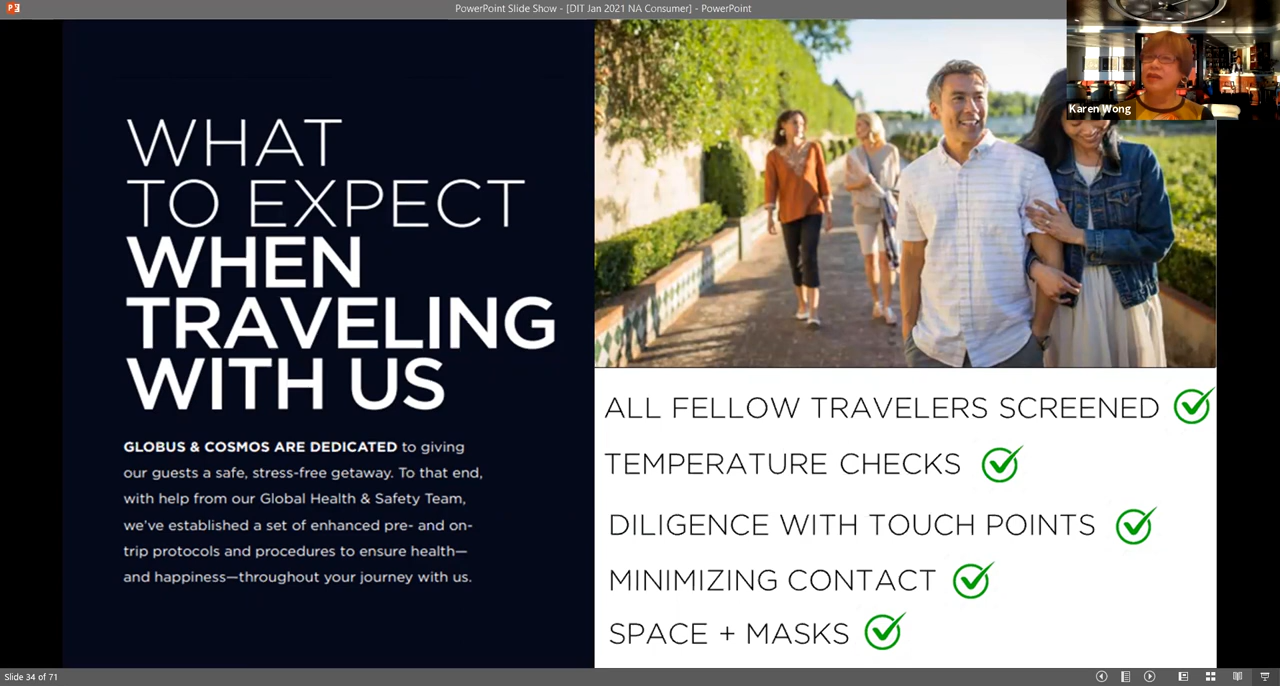 PowerPoint Slide Show - [DIT Jan 2021 NA Consumer] - PowerPoint
Karen Wong
WHAT
TO EXPECT
WHEN
TRAVELING
WITH US
GLOBUS & COSMOS ARE DEDICATED to giving
our guests a safe, stress-free getaway. To that end,
with help from our Global Health & Safety Team,
we've established a set of enhanced pre- and on-
trip protocols and procedures to ensure health—
and happiness—throughout your journey with us.
ALL FELLOW TRAVELERS SCREENED
TEMPERATURE CHECKS
DILIGENCE WITH TOUCH POINTS
MINIMIZING CONTACT
SPACE + MASKS
Slide 34 of 71